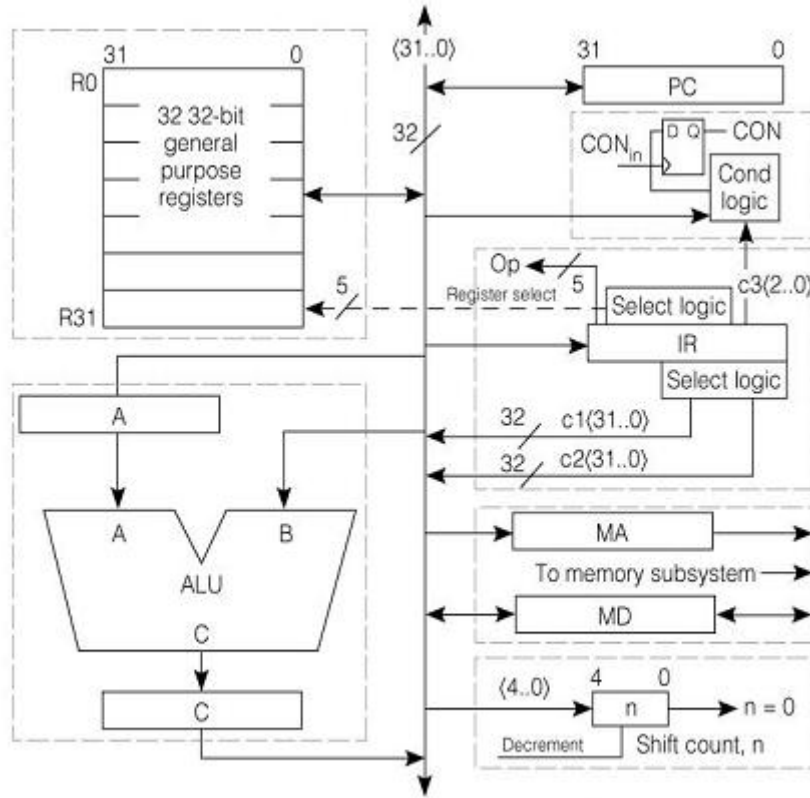 31 0
R0
32 32-bit
general
purpose
registers
R31
5
⟨31..0⟩
32
31 0
PC
D Q
CON
CONin
Cond
logic
Op
5
c3⟨2..0⟩
Register select
Select logic
IR
Select logic
32 c1⟨31..0⟩
32 c2⟨31..0⟩
A
A B
ALU
C
C
MA
To memory subsystem
MD
⟨4..0⟩
4 0
n
n = 0
Decrement
Shift count, n